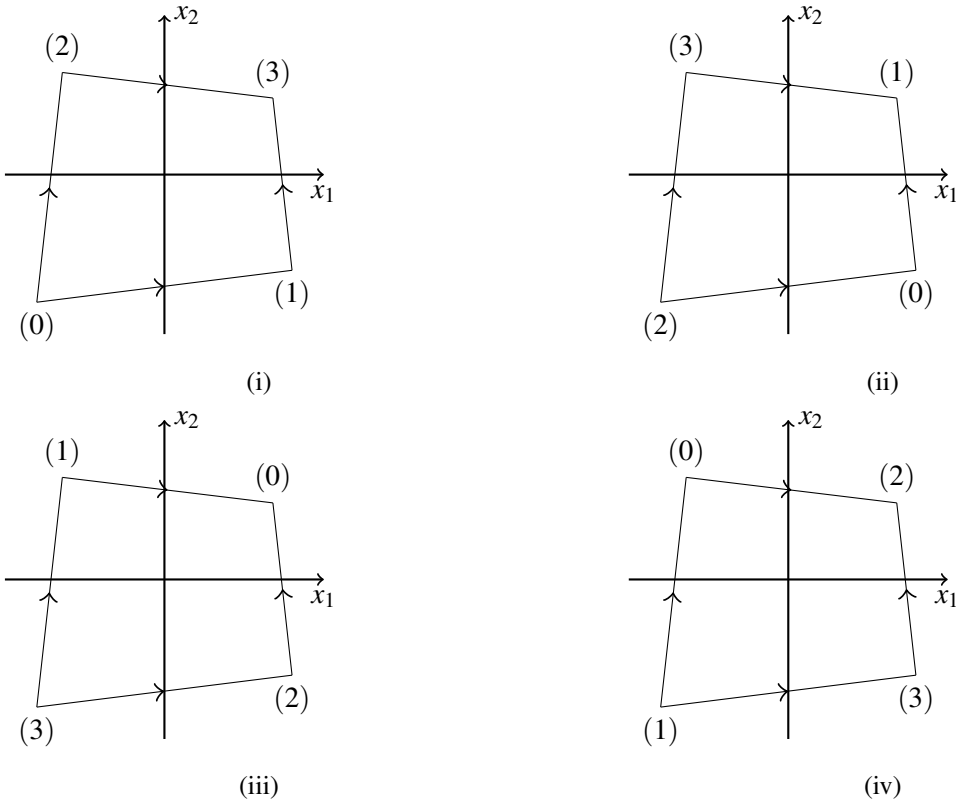 x₂ x₂
(2) (3) (3) (1)
x₁ x₁
(0) (1) (2) (0)
(i) (ii)
x₂ x₂
(1) (0) (0) (2)
x₁ x₁
(3) (2) (1) (3)
(iii) (iv)